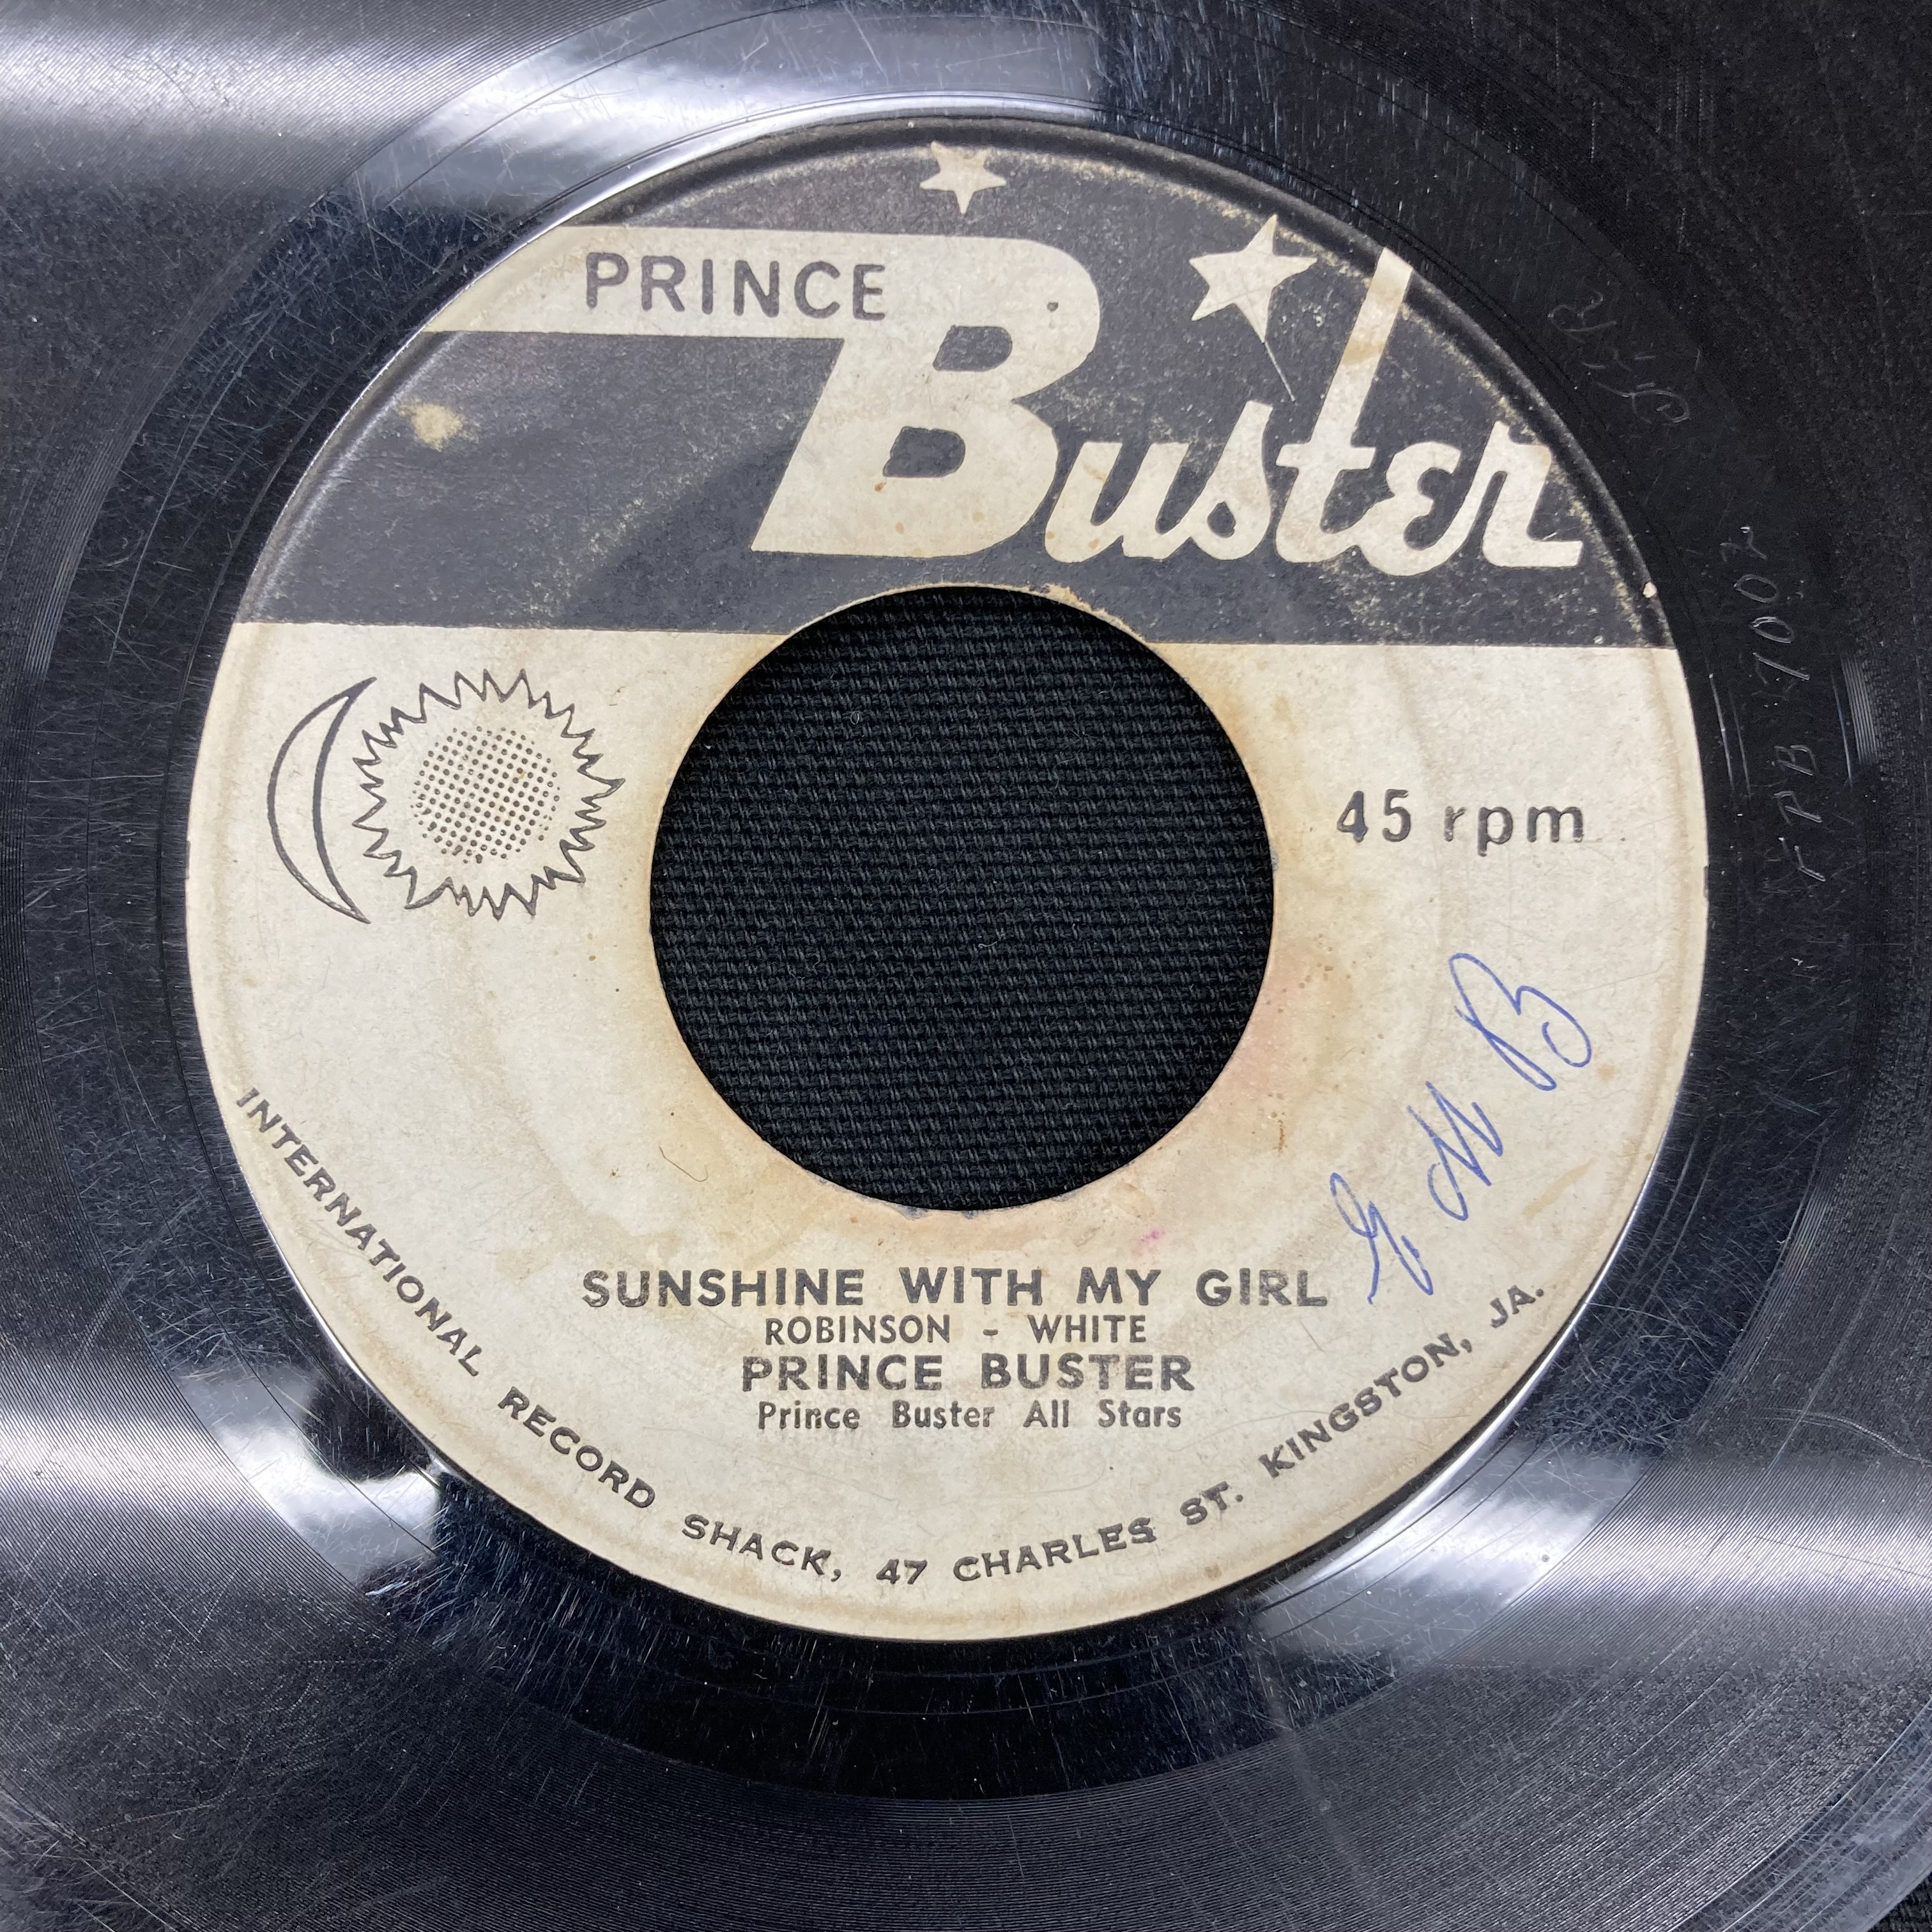 PRINCE
Buster
45 rpm
G M B
SUNSHINE WITH MY GIRL
ROBINSON - WHITE
PRINCE BUSTER
Prince Buster All Stars
INTERNATIONAL RECORD SHACK, 47 CHARLES ST. KINGSTON, JA.